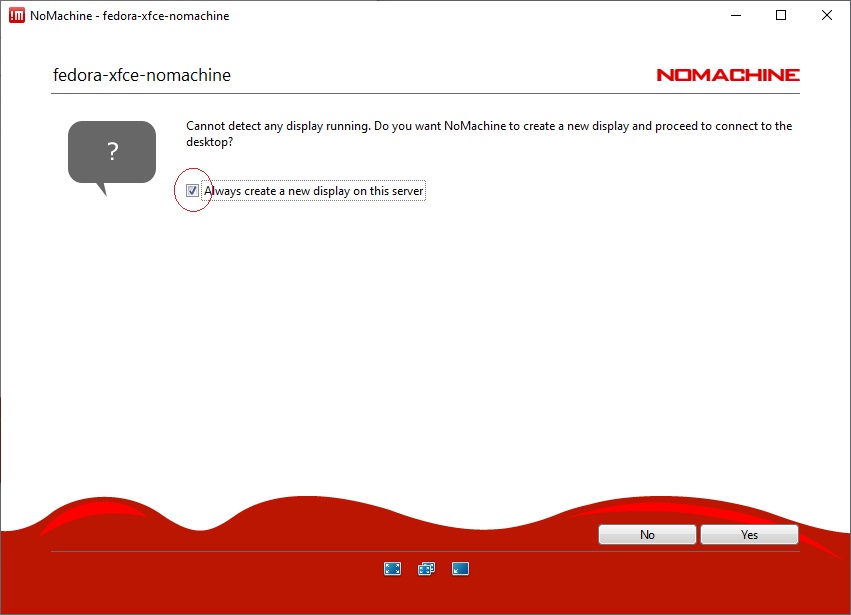 !M NoMachine - fedora-xfce-nomachine
fedora-xfce-nomachine
NOMACHINE
?
Cannot detect any display running. Do you want NoMachine to create a new display and proceed to connect to the
desktop?
Always create a new display on this server
No
Yes